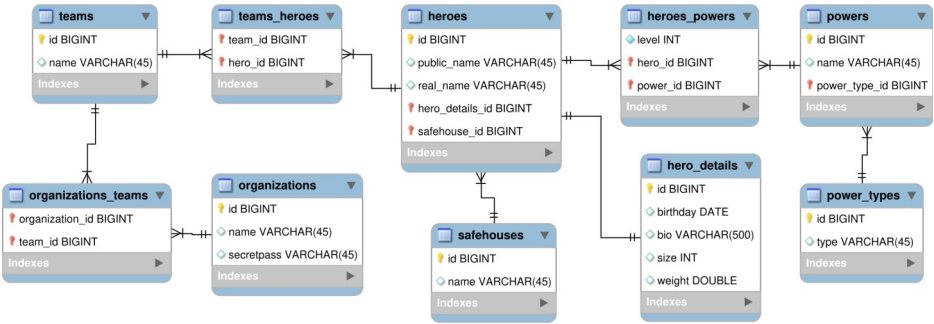 teams
id BIGINT
name VARCHAR(45)
Indexes
teams_heroes
team_id BIGINT
hero_id BIGINT
Indexes
heroes
id BIGINT
public_name VARCHAR(45)
real_name VARCHAR(45)
hero_details_id BIGINT
safehouse_id BIGINT
Indexes
heroes_powers
level INT
hero_id BIGINT
power_id BIGINT
Indexes
powers
id BIGINT
name VARCHAR(45)
power_type_id BIGINT
Indexes
organizations_teams
organization_id BIGINT
team_id BIGINT
Indexes
organizations
id BIGINT
name VARCHAR(45)
secretpass VARCHAR(45)
Indexes
safehouses
id BIGINT
name VARCHAR(45)
Indexes
hero_details
id BIGINT
birthday DATE
bio VARCHAR(500)
size INT
weight DOUBLE
Indexes
power_types
id BIGINT
type VARCHAR(45)
Indexes